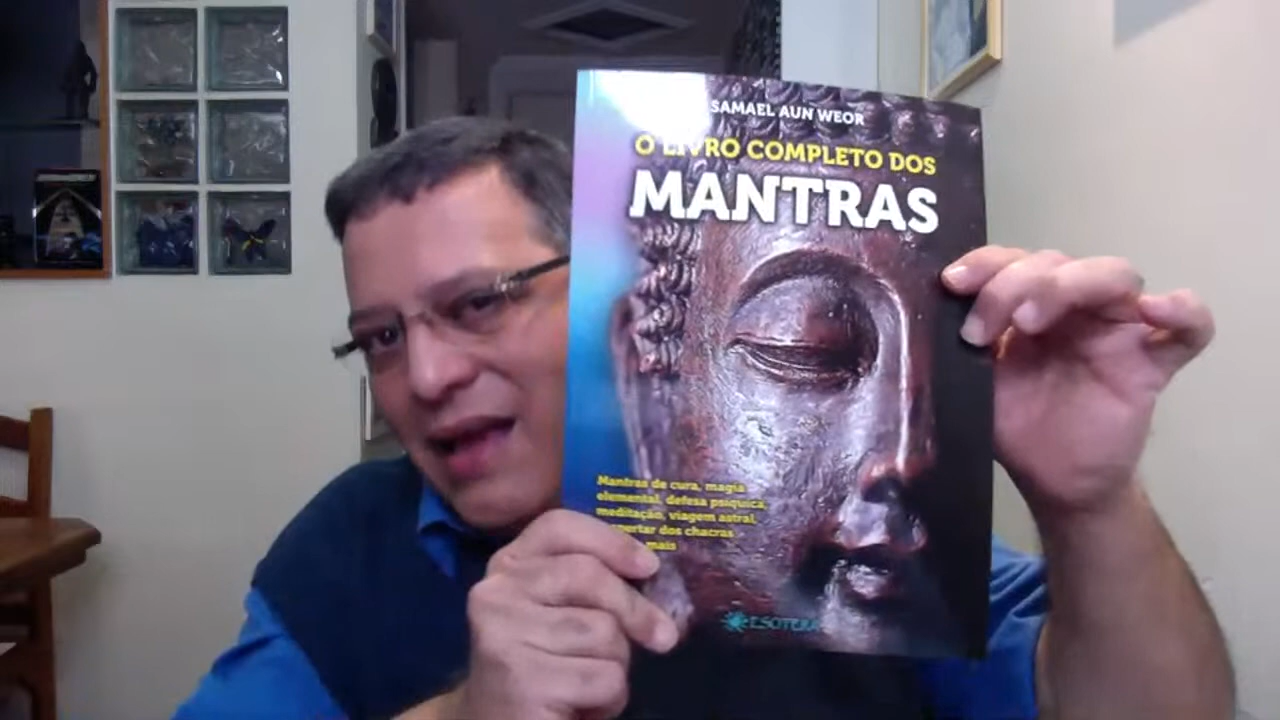 SAMAEL AUN WEOR
O LIVRO COMPLETO DOS
MANTRAS
Mantras de cura, magia
elemental, defesa psíquica,
meditação, viagem astral,
dos chacras
mais
ESOTERA